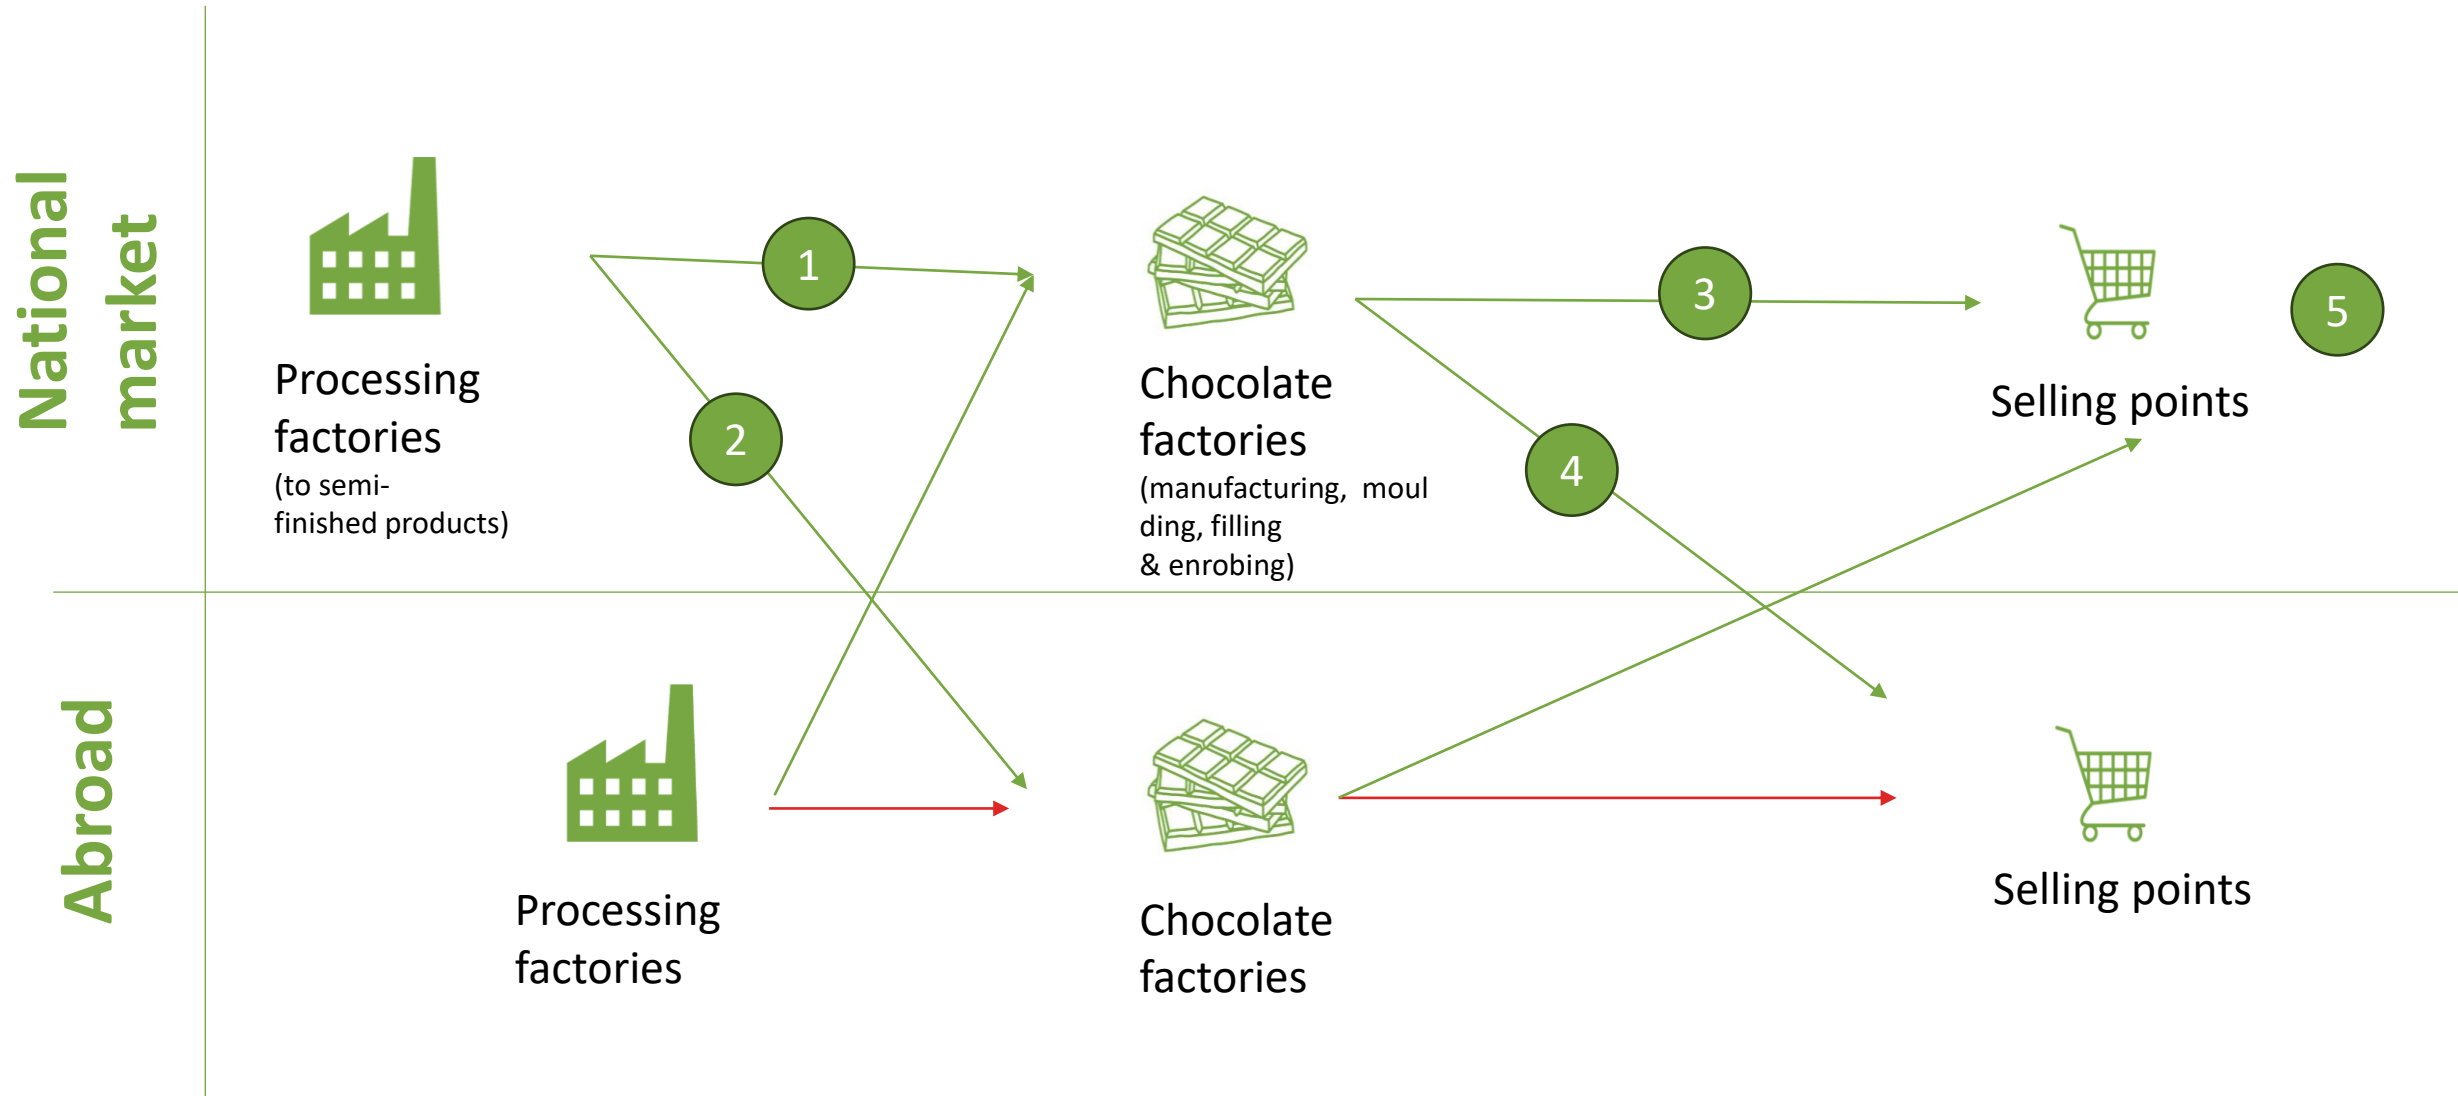 National
market
1
2
3
4
5
Processing
factories
(to semi-
finished products)
Chocolate
factories
(manufacturing,  moul
ding, filling
& enrobing)
Selling points
Abroad
Processing
factories
Chocolate
factories
Selling points